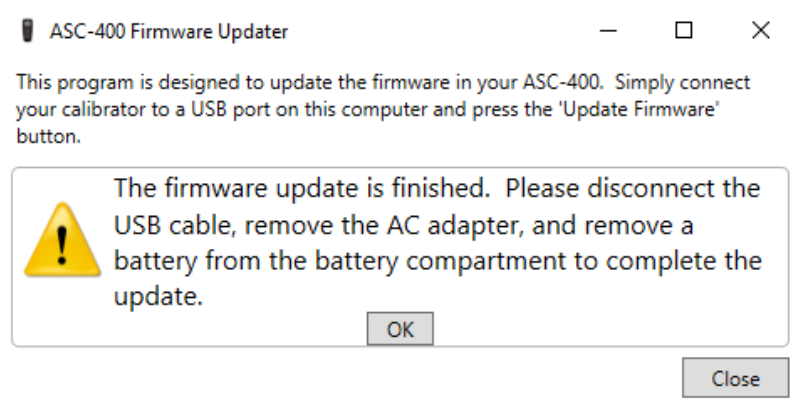 ASC-400 Firmware Updater
This program is designed to update the firmware in your ASC-400.  Simply connect
your calibrator to a USB port on this computer and press the 'Update Firmware'
button.
The firmware update is finished.  Please disconnect the
USB cable, remove the AC adapter, and remove a
battery from the battery compartment to complete the
update.
OK
Close